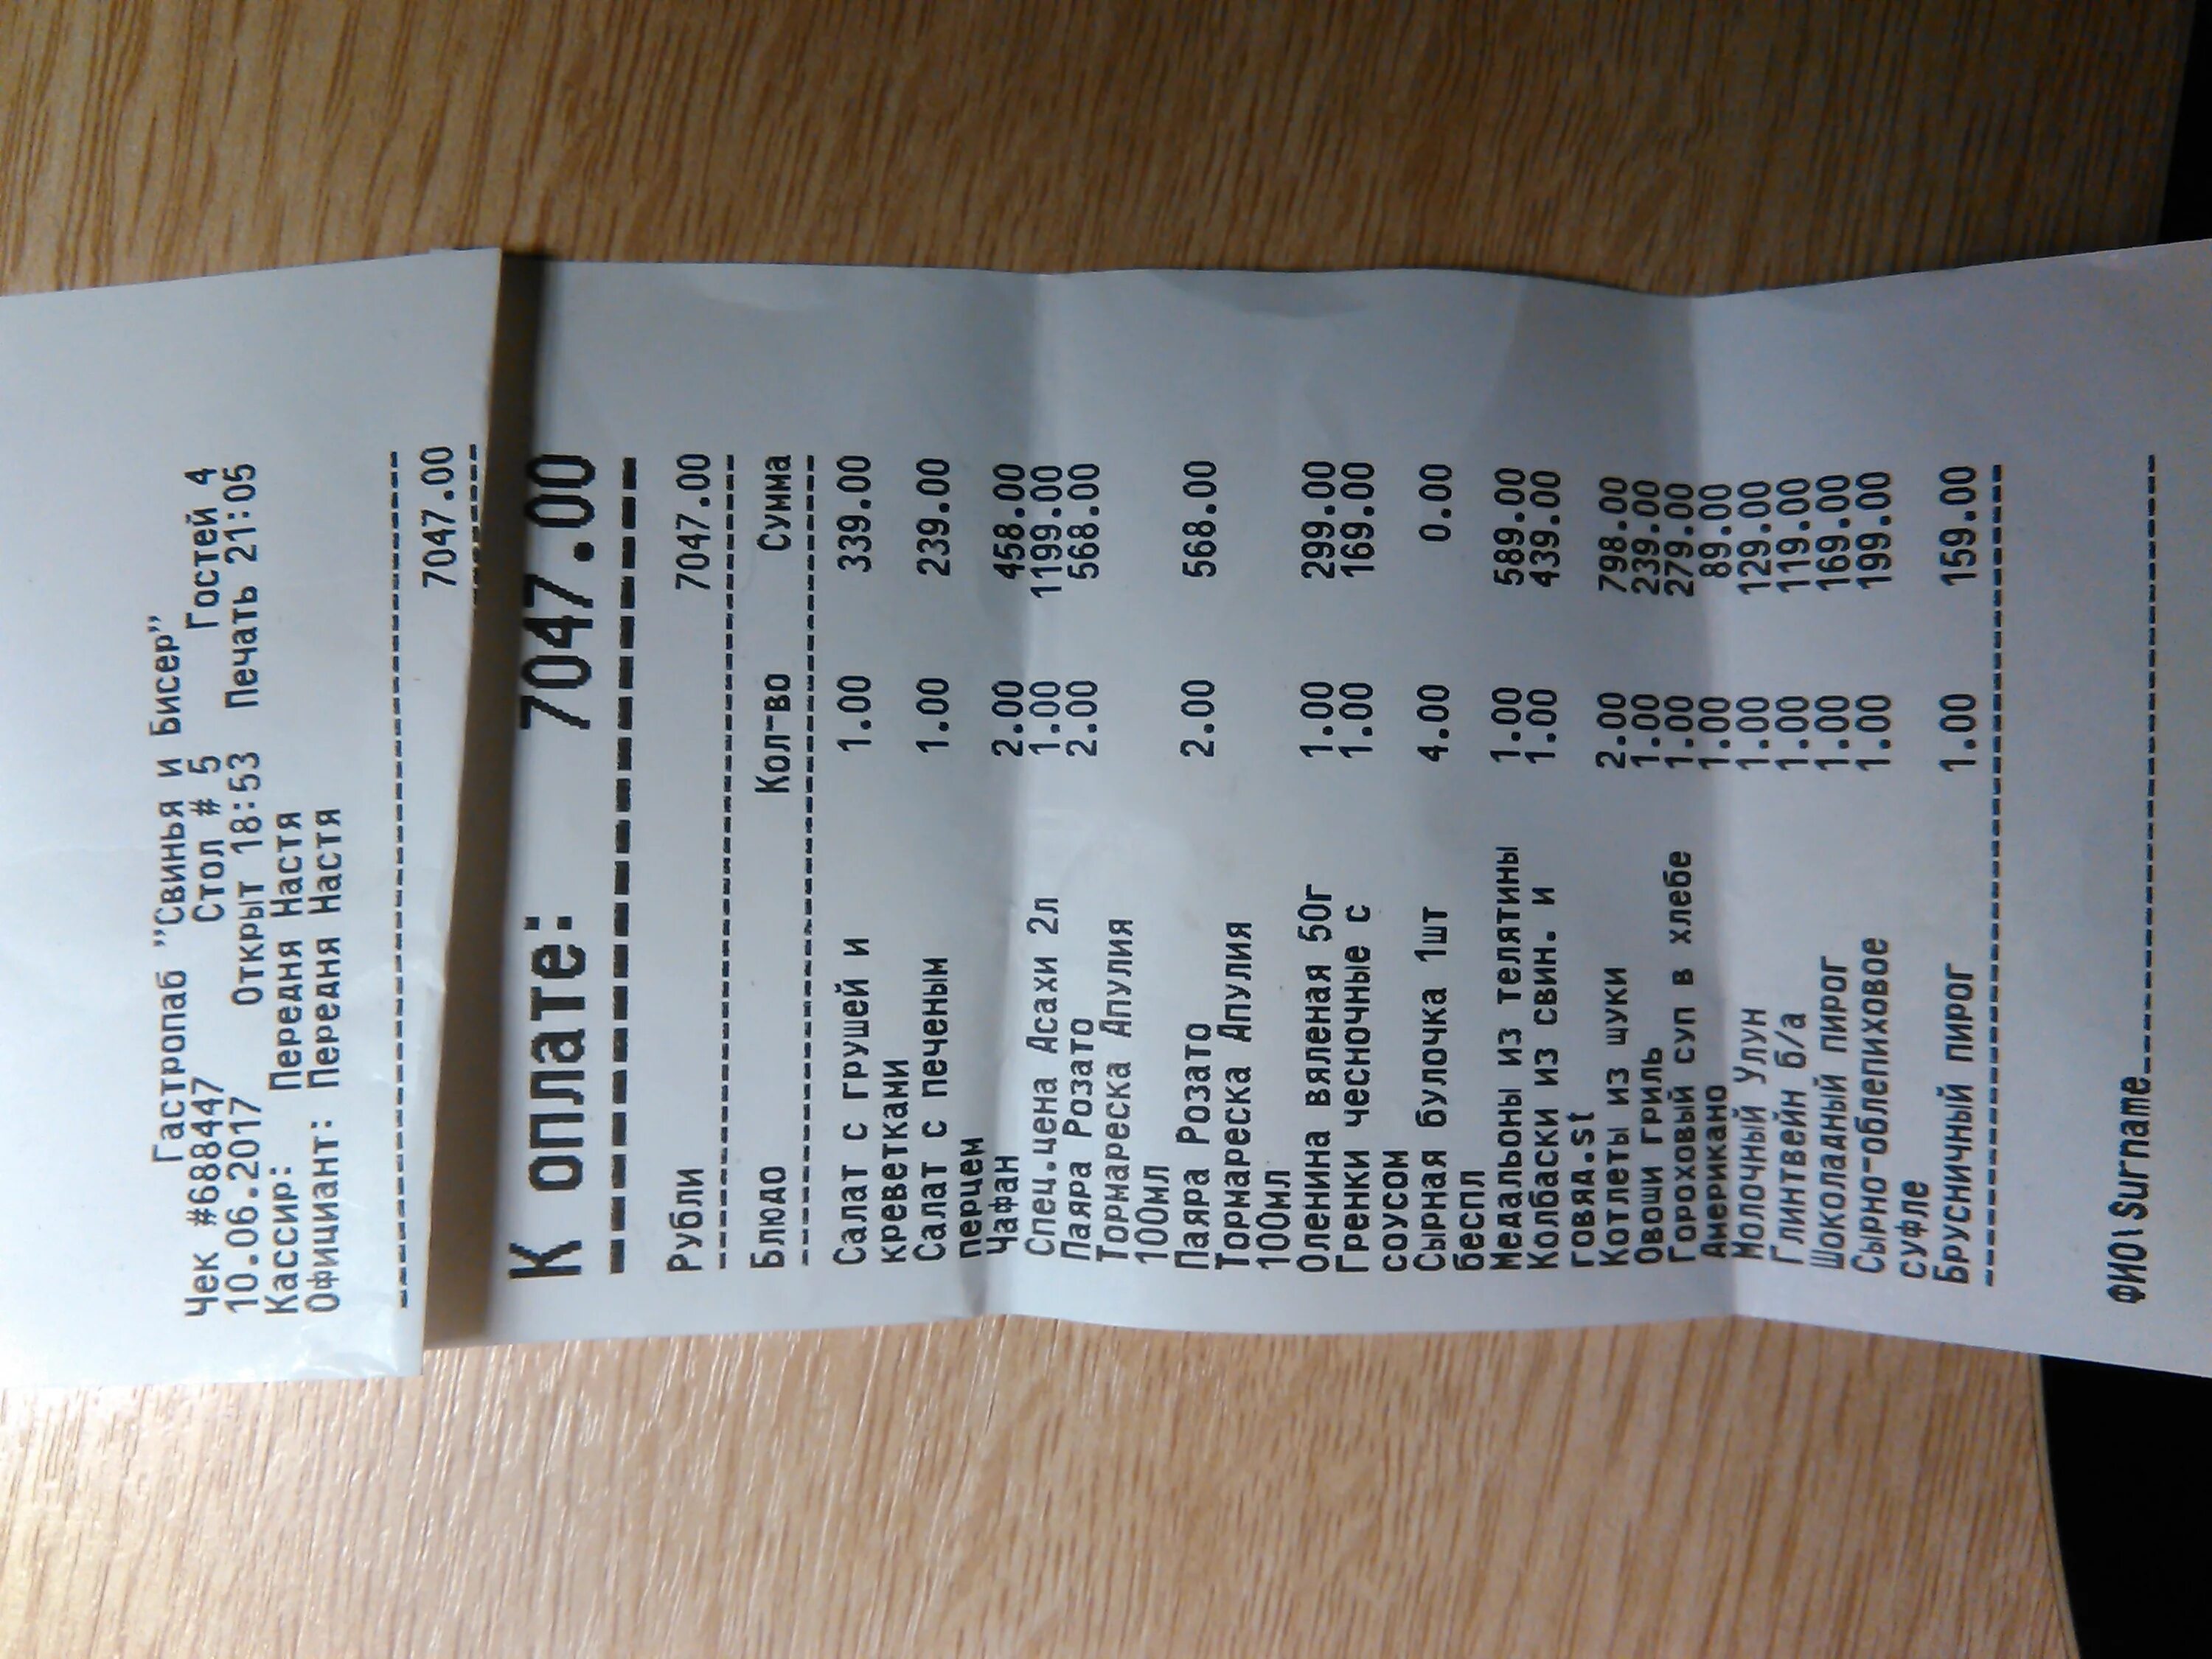 Гастропаб "Свинья и Бисер"
Чек #688447 Стол # 5 Гостей 4
10.06.2017 Открыт 18:53 Печать 21:05
Кассир: Передня Настя
Официант: Передня Настя
7047.00
К оплате: 7047.00
Рубли 7047.00
Блюдо Кол-во Сумма
Салат с грушей и 1.00 339.00
креветками
Салат с печеным 1.00 239.00
перцем
Чафан 2.00 458.00
Спец.цена Асахи 2л 1.00 1199.00
Паяра Розато 2.00 568.00
Тормареска Апулия
100мл
Паяра Розато 2.00 568.00
Тормареска Апулия
100мл
Оленина вяленая 50г 1.00 299.00
Гренки чесночные с 1.00 169.00
соусом
Сырная булочка 1шт 4.00 0.00
беспл
Медальоны из телятины 1.00 589.00
Колбаски из свин. и 1.00 439.00
говяд.st
Котлеты из щуки 2.00 798.00
Овощи гриль 1.00 239.00
Гороховый суп в хлебе 1.00 279.00
Американо 1.00 89.00
Молочный Улун 1.00 129.00
Глинтвейн б/а 1.00 119.00
Шоколадный пирог 1.00 169.00
Сырно-облепиховое 1.00 199.00
суфле
Брусничный пирог 1.00 159.00
ФИО\Surname